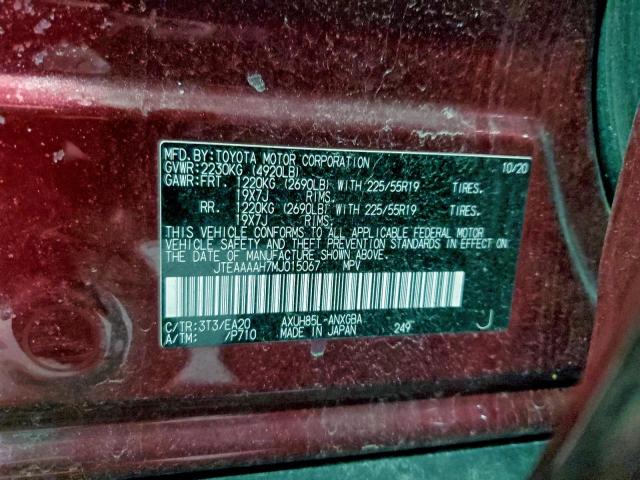 MFD.BY:TOYOTA MOTOR CORPORATION 10/20
GVWR:2230KG (4920LB)
GAWR:FRT. 1220KG (2690LB) WITH 225/55R19 TIRES.
19X7J RIMS.
RR. 1220KG (2690LB) WITH 225/55R19 TIRES.
19X7J RIMS.
THIS VEHICLE CONFORMS TO ALL APPLICABLE FEDERAL MOTOR
VEHICLE SAFETY AND THEFT PREVENTION STANDARDS IN EFFECT ON
THE DATE OF MANUFACTURE SHOWN ABOVE.
JTEAAAAH7MJ015067 MPV
C/TR:3T3/EA20 AXUH85L-ANXGBA
A/TM: /P710 MADE IN JAPAN 249 J